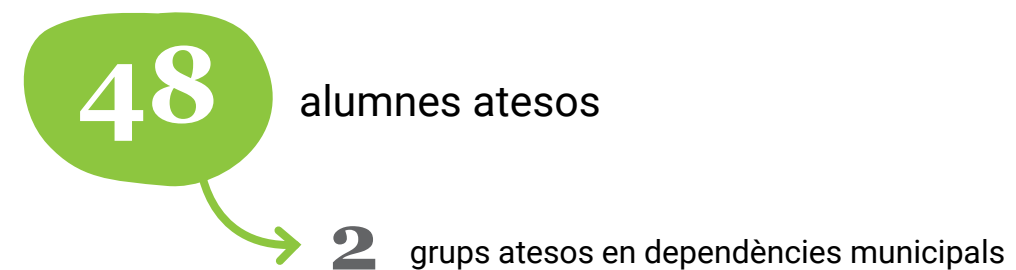 48 alumnes atesos
2 grups atesos en dependències municipals